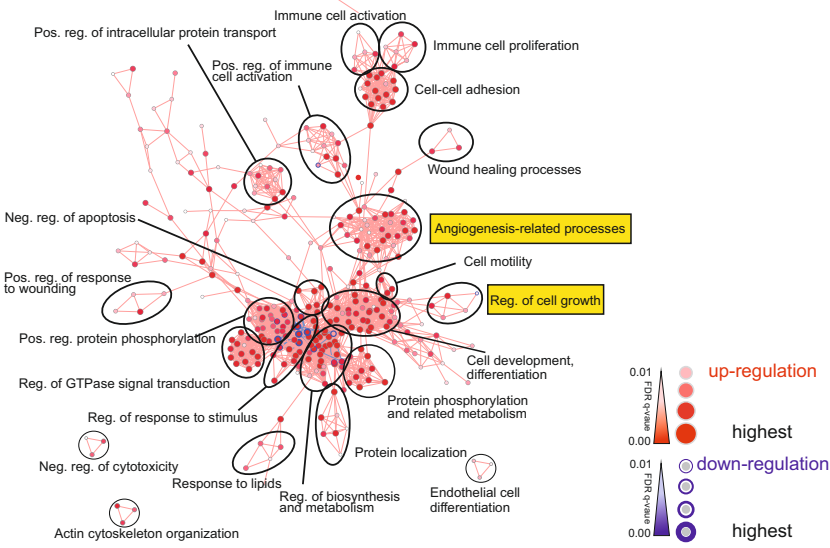 Immune cell activation
Pos. reg. of intracellular protein transport
Immune cell proliferation
Pos. reg. of immune
cell activation
Cell-cell adhesion
Wound healing processes
Neg. reg. of apoptosis
Angiogenesis-related processes
Cell motility
Pos. reg. of response
to wounding
Reg. of cell growth
Pos. reg. protein phosphorylation
Cell development,
differentiation
Reg. of GTPase signal transduction
Protein phosphorylation
and related metabolism
Reg. of response to stimulus
Protein localization
Neg. reg. of cytotoxicity
Response to lipids
Reg. of biosynthesis
and metabolism
Endothelial cell
differentiation
Actin cytoskeleton organization
0.01
FDR q-vaue
0.00
up-regulation
highest
0.01
FDR q-vaue
0.00
down-regulation
highest